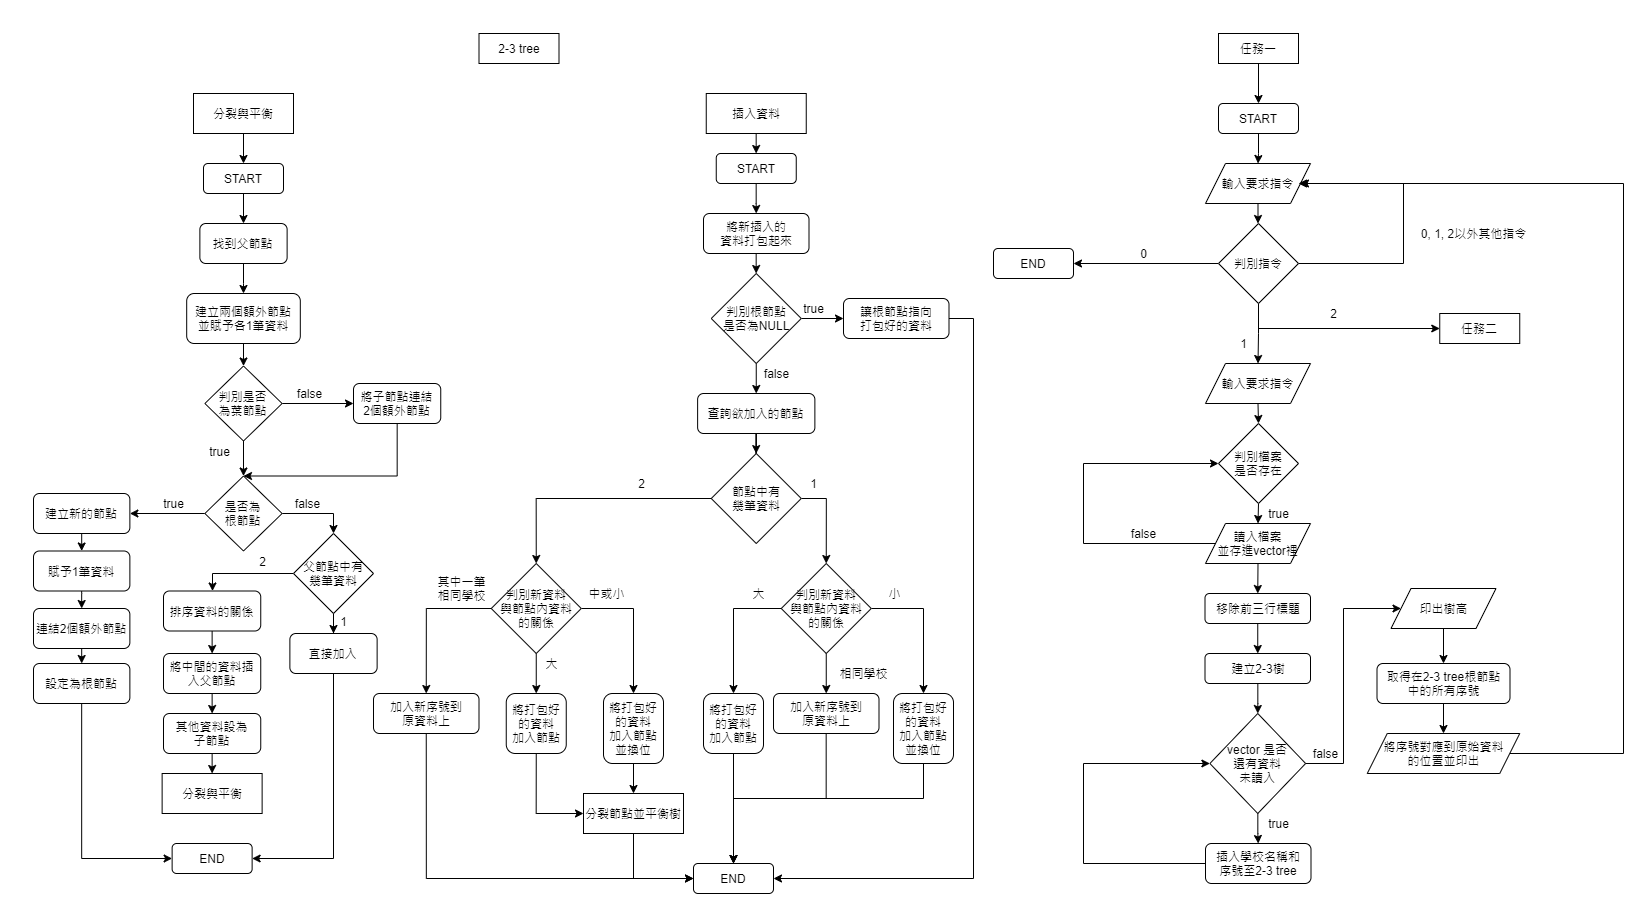 2-3 tree
分裂與平衡
START
找到父節點
建立兩個額外節點
並賦予各1筆資料
判別是否
為葉節點
false
將子節點連結
2個額外節點
true
是否為
根節點
true
false
建立新的節點
賦予1筆資料
連結2個額外節點
設定為根節點
父節點中有
幾筆資料
2
1
排序資料的關係
將中間的資料插
入父節點
其他資料設為
子節點
分裂與平衡
直接加入
END
插入資料
START
將新插入的
資料打包起來
判別根節點
是否為NULL
true
讓根節點指向
打包好的資料
false
查詢欲加入的節點
節點中有
幾筆資料
2
1
判別新資料
與節點內資料
的關係
其中一筆
相同學校
中或小
大
加入新序號到
原資料上
將打包好
的資料
加入節點
將打包好
的資料
加入節點
並換位
分裂節點並平衡樹
判別新資料
與節點內資料
的關係
大
小
相同學校
將打包好
的資料
加入節點
加入新序號到
原資料上
將打包好
的資料
加入節點
並換位
END
任務一
START
輸入要求指令
判別指令
0, 1, 2以外其他指令
0
END
2
任務二
1
輸入要求指令
判別檔案
是否存在
true
false
讀入檔案
並存進vector裡
移除前三行標題
建立2-3樹
vector 是否
還有資料
未讀入
false
true
插入學校名稱和
序號至2-3 tree
印出樹高
取得在2-3 tree根節點
中的所有序號
將序號對應到原始資料
的位置並印出